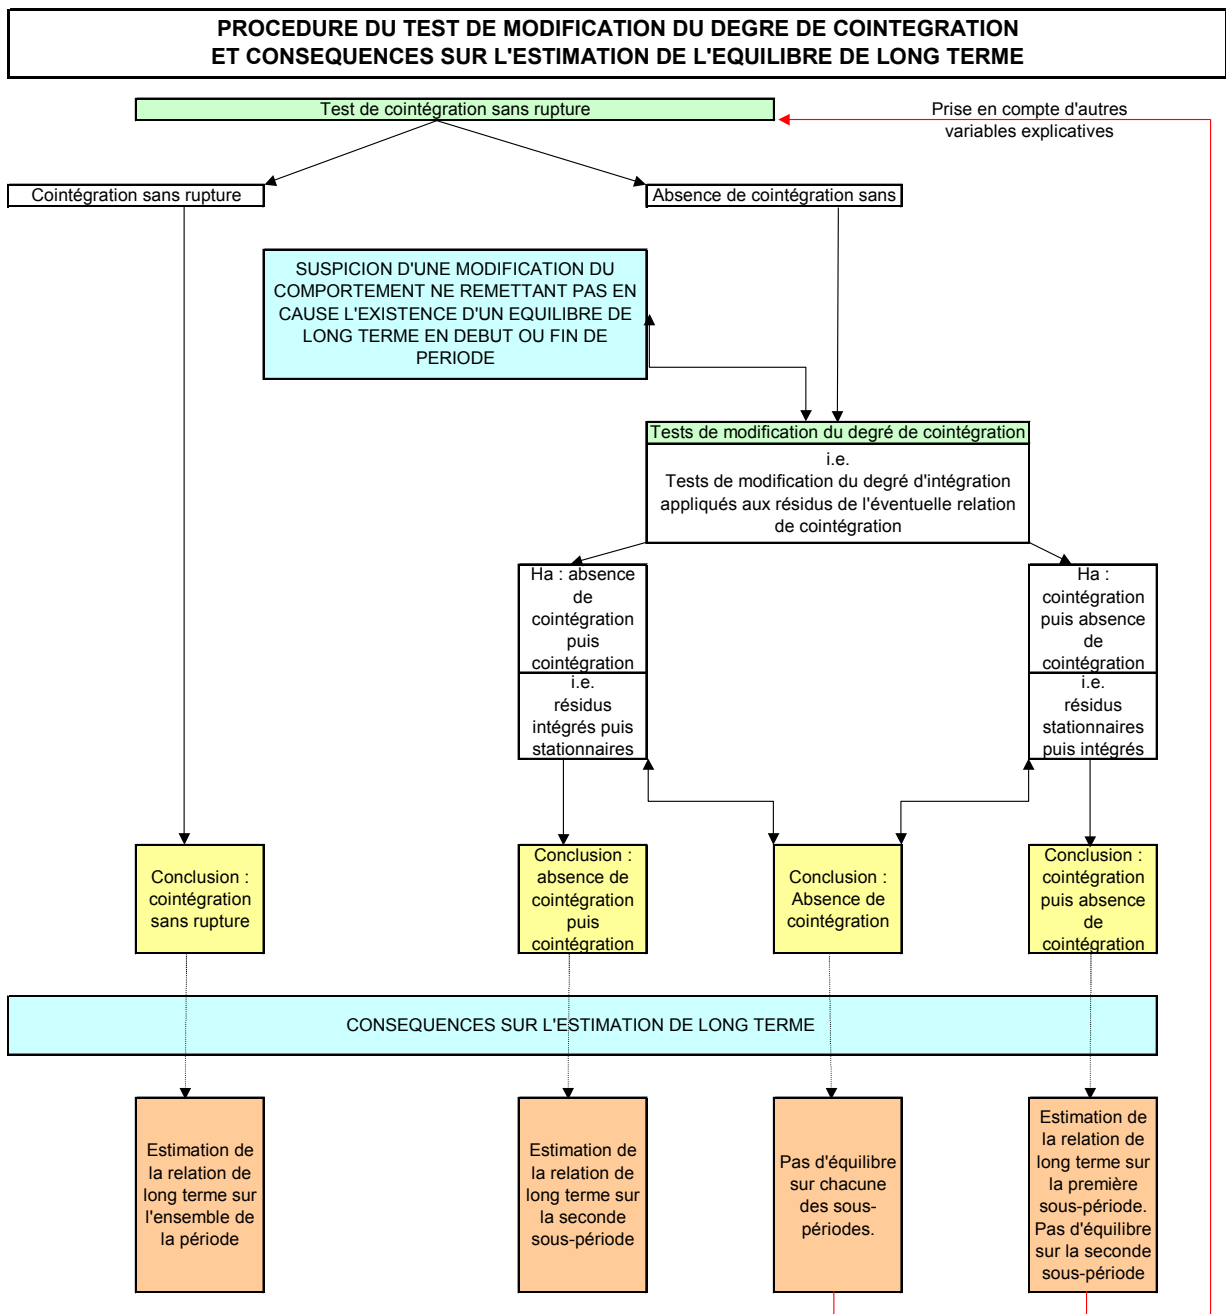 PROCEDURE DU TEST DE MODIFICATION DU DEGRE DE COINTEGRATION
ET CONSEQUENCES SUR L'ESTIMATION DE L'EQUILIBRE DE LONG TERME
Test de cointégration sans rupture
Prise en compte d'autres
variables explicatives
Cointégration sans rupture
Absence de cointégration sans
SUSPICION D'UNE MODIFICATION DU
COMPORTEMENT NE REMETTANT PAS EN
CAUSE L'EXISTENCE D'UN EQUILIBRE DE
LONG TERME EN DEBUT OU FIN DE
PERIODE
Tests de modification du degré de cointégration
i.e.
Tests de modification du degré d'intégration
appliqués aux résidus de l'éventuelle relation
de cointégration
Ha : absence
de
cointégration
puis
cointégration
i.e.
résidus
intégrés puis
stationnaires
Ha :
cointégration
puis absence
de
cointégration
i.e.
résidus
stationnaires
puis intégrés
Conclusion :
cointégration
sans rupture
Conclusion :
absence de
cointégration
puis
cointégration
Conclusion :
Absence de
cointégration
Conclusion :
cointégration
puis absence
de
cointégration
CONSEQUENCES SUR L'ESTIMATION DE LONG TERME
Estimation de
la relation de
long terme sur
l'ensemble de
la période
Estimation de
la relation de
long terme sur
la seconde
sous-période
Pas d'équilibre
sur chacune
des sous-
périodes.
Estimation de
la relation de
long terme sur
la première
sous-période.
Pas d'équilibre
sur la seconde
sous-période